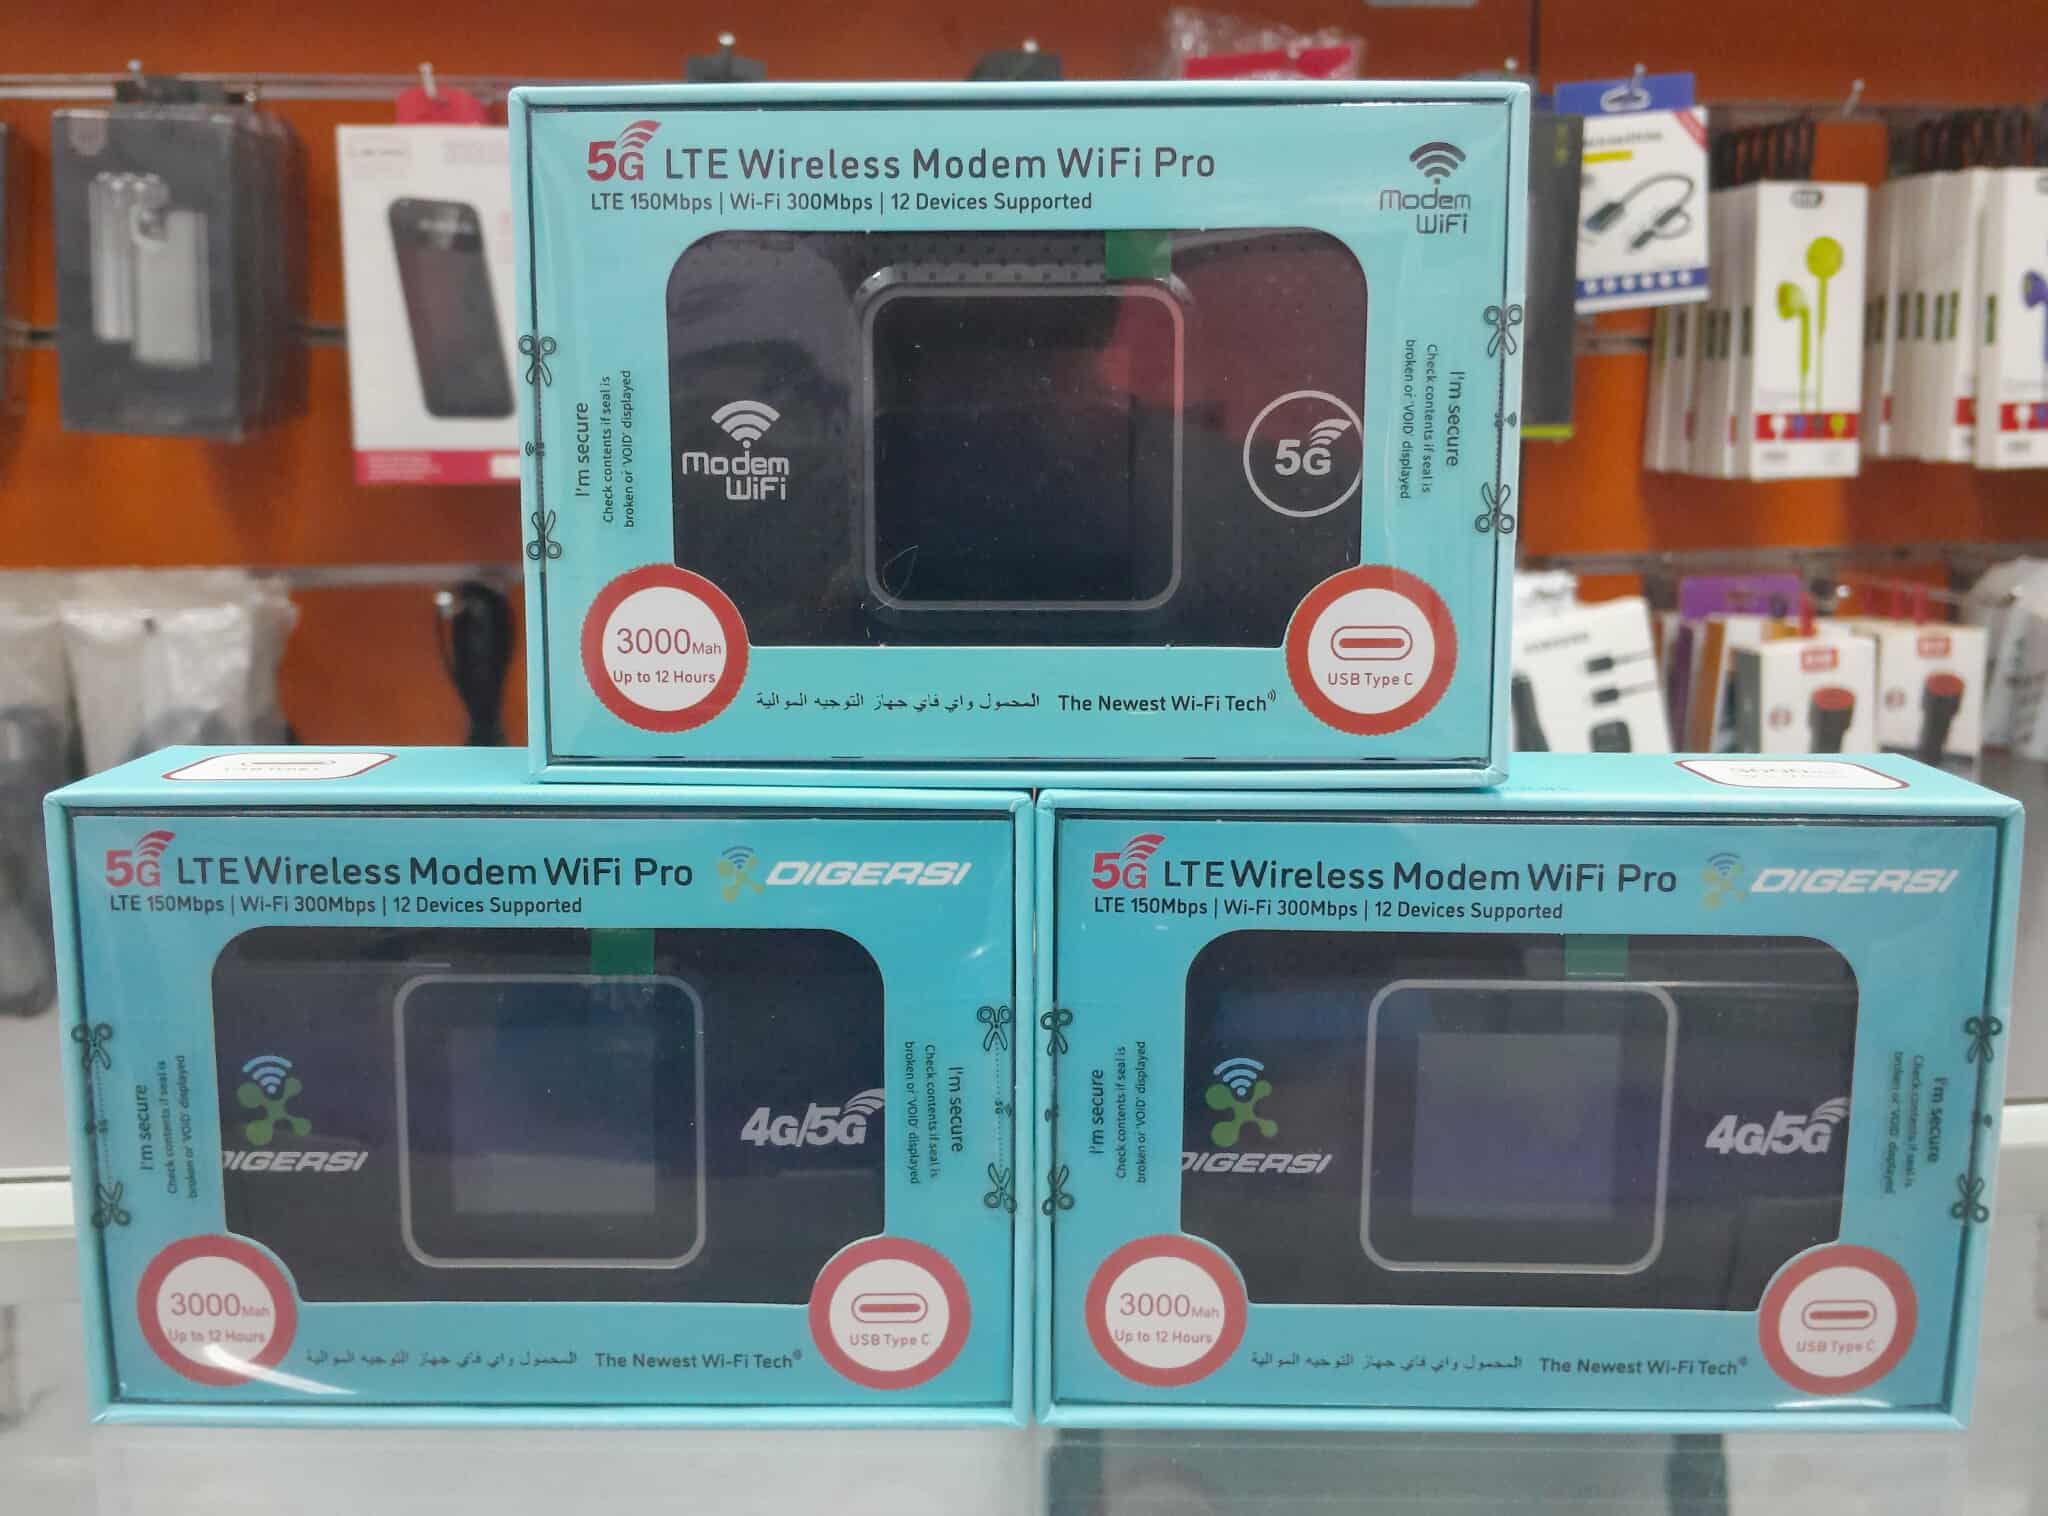 5G LTE Wireless Modem WiFi Pro
LTE 150Mbps | Wi-Fi 300Mbps | 12 Devices Supported
Modem
WiFi
Modem
WiFi
5G
I'm secure
Check contents if seal is
broken or 'VOID' displayed
I'm secure
Check contents if seal is
broken or 'VOID' displayed
3000Mah
Up to 12 Hours
USB Type C
المحمول واي فاي جهاز التوجيه الموالية The Newest Wi-Fi Tech
5G LTE Wireless Modem WiFi Pro DIGERSI
LTE 150Mbps | Wi-Fi 300Mbps | 12 Devices Supported
DIGERSI
4G/5G
I'm secure
Check contents if seal is
broken or 'VOID' displayed
I'm secure
Check contents if seal is
broken or 'VOID' displayed
3000Mah
Up to 12 Hours
USB Type C
المحمول واي فاي جهاز التوجيه الموالية The Newest Wi-Fi Tech
5G LTE Wireless Modem WiFi Pro DIGERSI
LTE 150Mbps | Wi-Fi 300Mbps | 12 Devices Supported
DIGERSI
4G/5G
I'm secure
Check contents if seal is
broken or 'VOID' displayed
I'm secure
Check contents if seal is
broken or 'VOID' displayed
3000Mah
Up to 12 Hours
USB Type C
المحمول واي فاي جهاز التوجيه الموالية The Newest Wi-Fi Tech
SAMSUNG